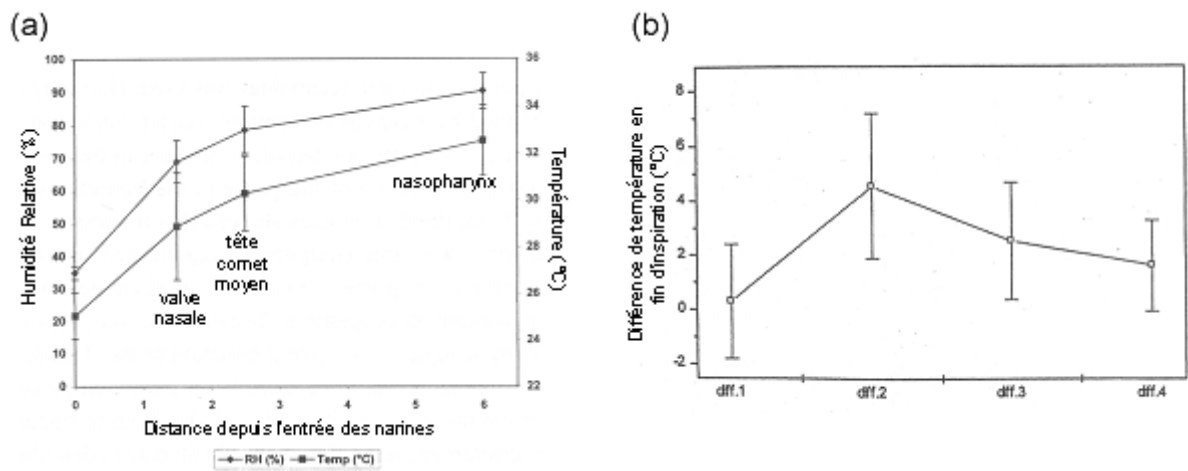 (a)
(b)
Humidité Relative (%)
100
90
80
70
60
50
40
30
20
10
0
36
34
32
30
28
26
24
22
Température (°C)
valve
nasale
tête
cornet
moyen
nasopharynx
0 1 2 3 4 5 6
Distance depuis l'entrée des narines
RH (%) Temp (°C)
Différence de température en
fin d'inspiration (°C)
8
6
4
2
0
-2
dff.1 dff.2 dff.3 dff.4